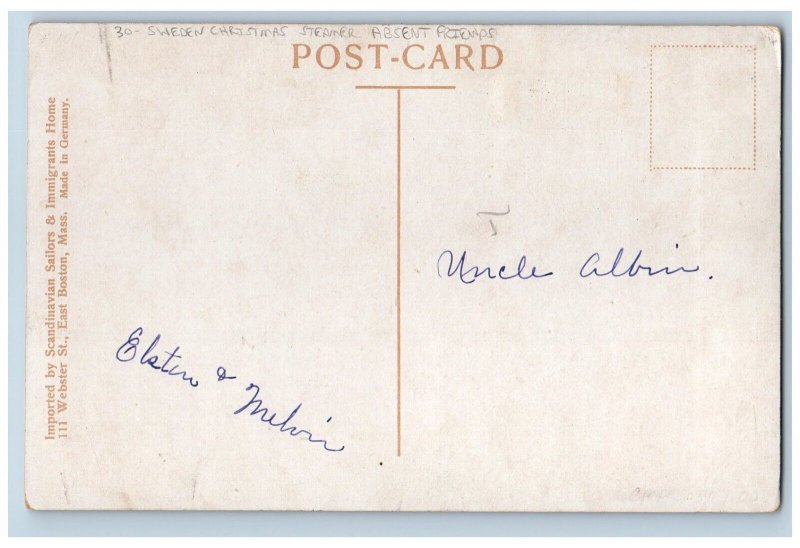 30- SWEDEN CHRISTMAS STEAMER ABSENT FRIENDS
POST-CARD
Imported by Scandinavian Sailors & Immigrants Home
111 Webster St., East Boston, Mass. Made in Germany.
Uncle Albin.
Elsten & Melvin